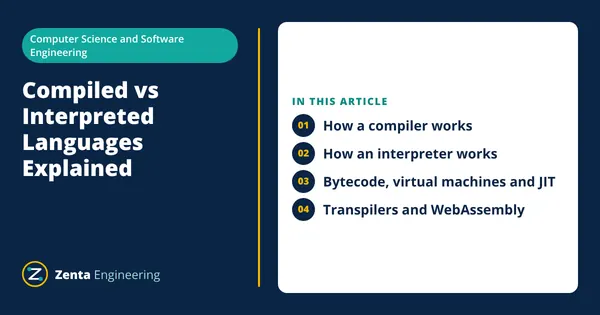 Computer Science and Software
Engineering
Compiled vs
Interpreted
Languages
Explained
Zenta Engineering
IN THIS ARTICLE
01 How a compiler works
02 How an interpreter works
03 Bytecode, virtual machines and JIT
04 Transpilers and WebAssembly